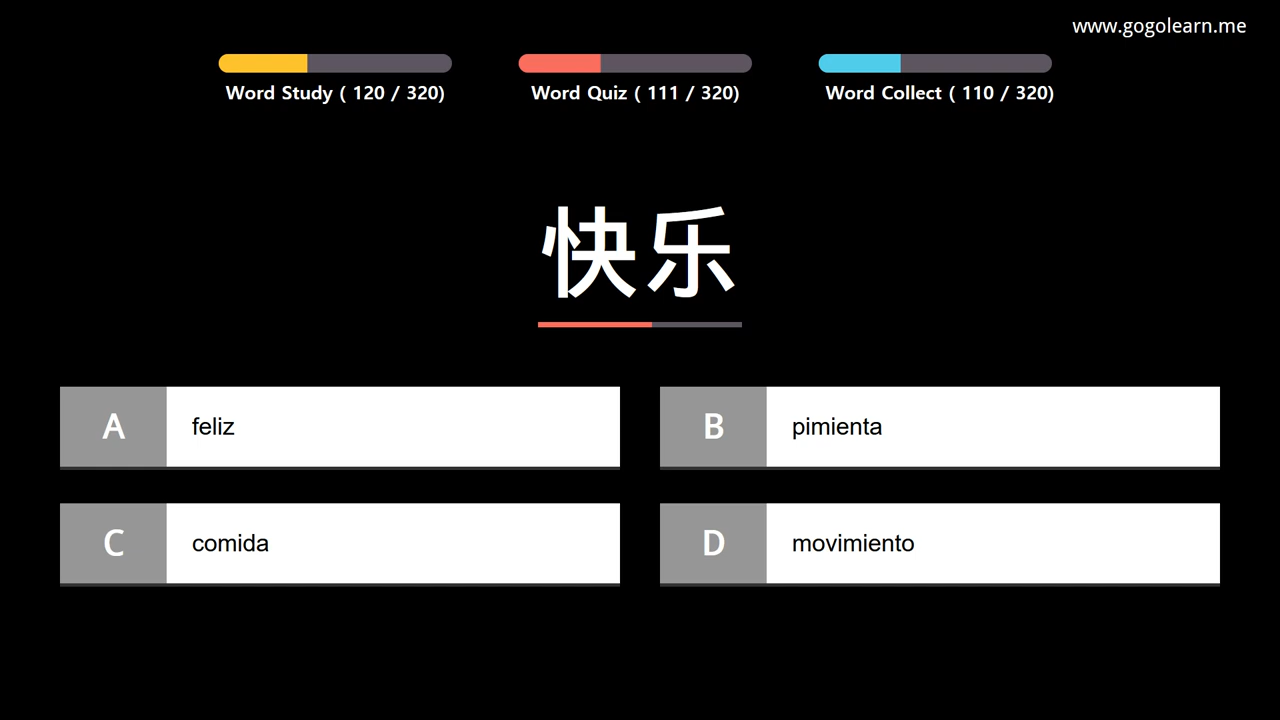 www.gogolearn.me
Word Study ( 120 / 320)
Word Quiz ( 111 / 320)
Word Collect ( 110 / 320)
快乐
A feliz
B pimienta
C comida
D movimiento